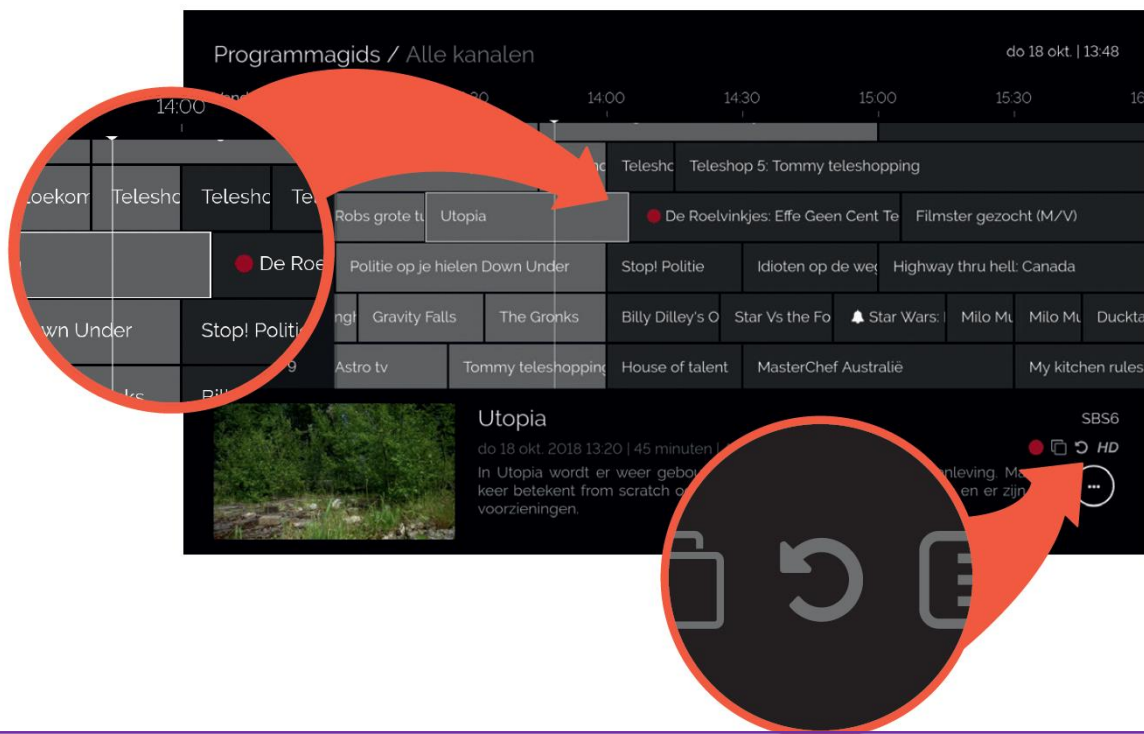 Programmagids / Alle kanalen
do 18 okt. | 13:48
14:00
14:00 14:30 15:00 15:30
Telesho Telesho
Telesho Teleshop 5: Tommy teleshopping
Robs grote Utopia De Roelvinkjes: Effe Geen Cent Te Filmster gezocht (M/V)
De Roe
Politie op je hielen Down Under Stop! Politie Idioten op de weg Highway thru hell: Canada
wn Under Stop! Politi
Gravity Falls The Gronks Billy Dilley's O Star Vs the Fo Star Wars: Milo Mu Milo Mu Duckta
Astro tv Tommy teleshopping House of talent MasterChef Australië My kitchen rules
Utopia
SBS6
do 18 okt. 2018 13:20 | 45 minuten |
HD
In Utopia wordt er weer
keer betekent from scratch en er zijn
voorzieningen.